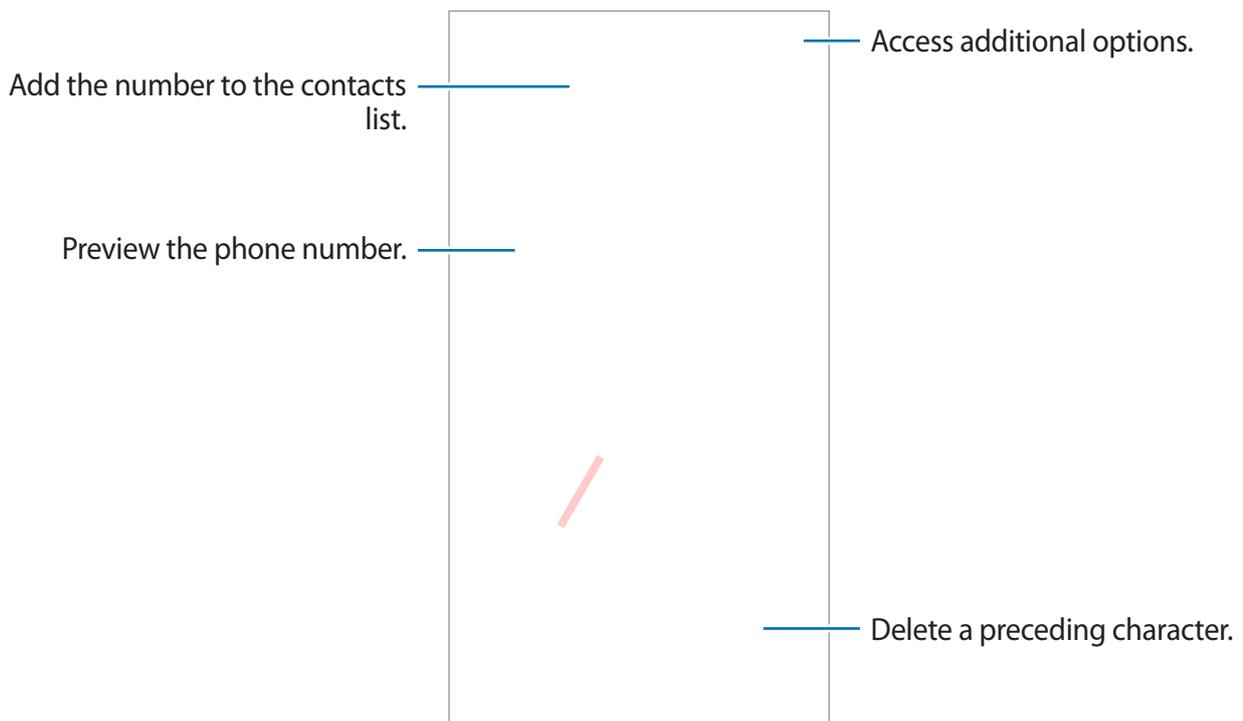 Access additional options.
Add the number to the contacts
list.
Preview the phone number.
Delete a preceding character.